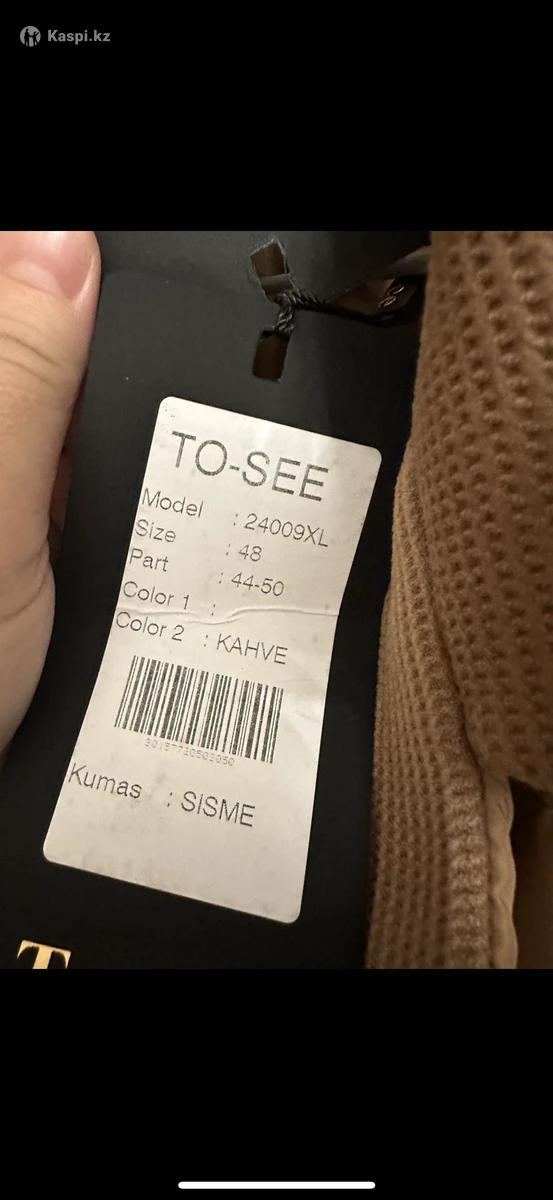 Kaspi.kz
TO-SEE
Model : 24009XL
Size : 48
Part : 44-50
Color 1 :
Color 2 : KAHVE
Kumas : SISME
T